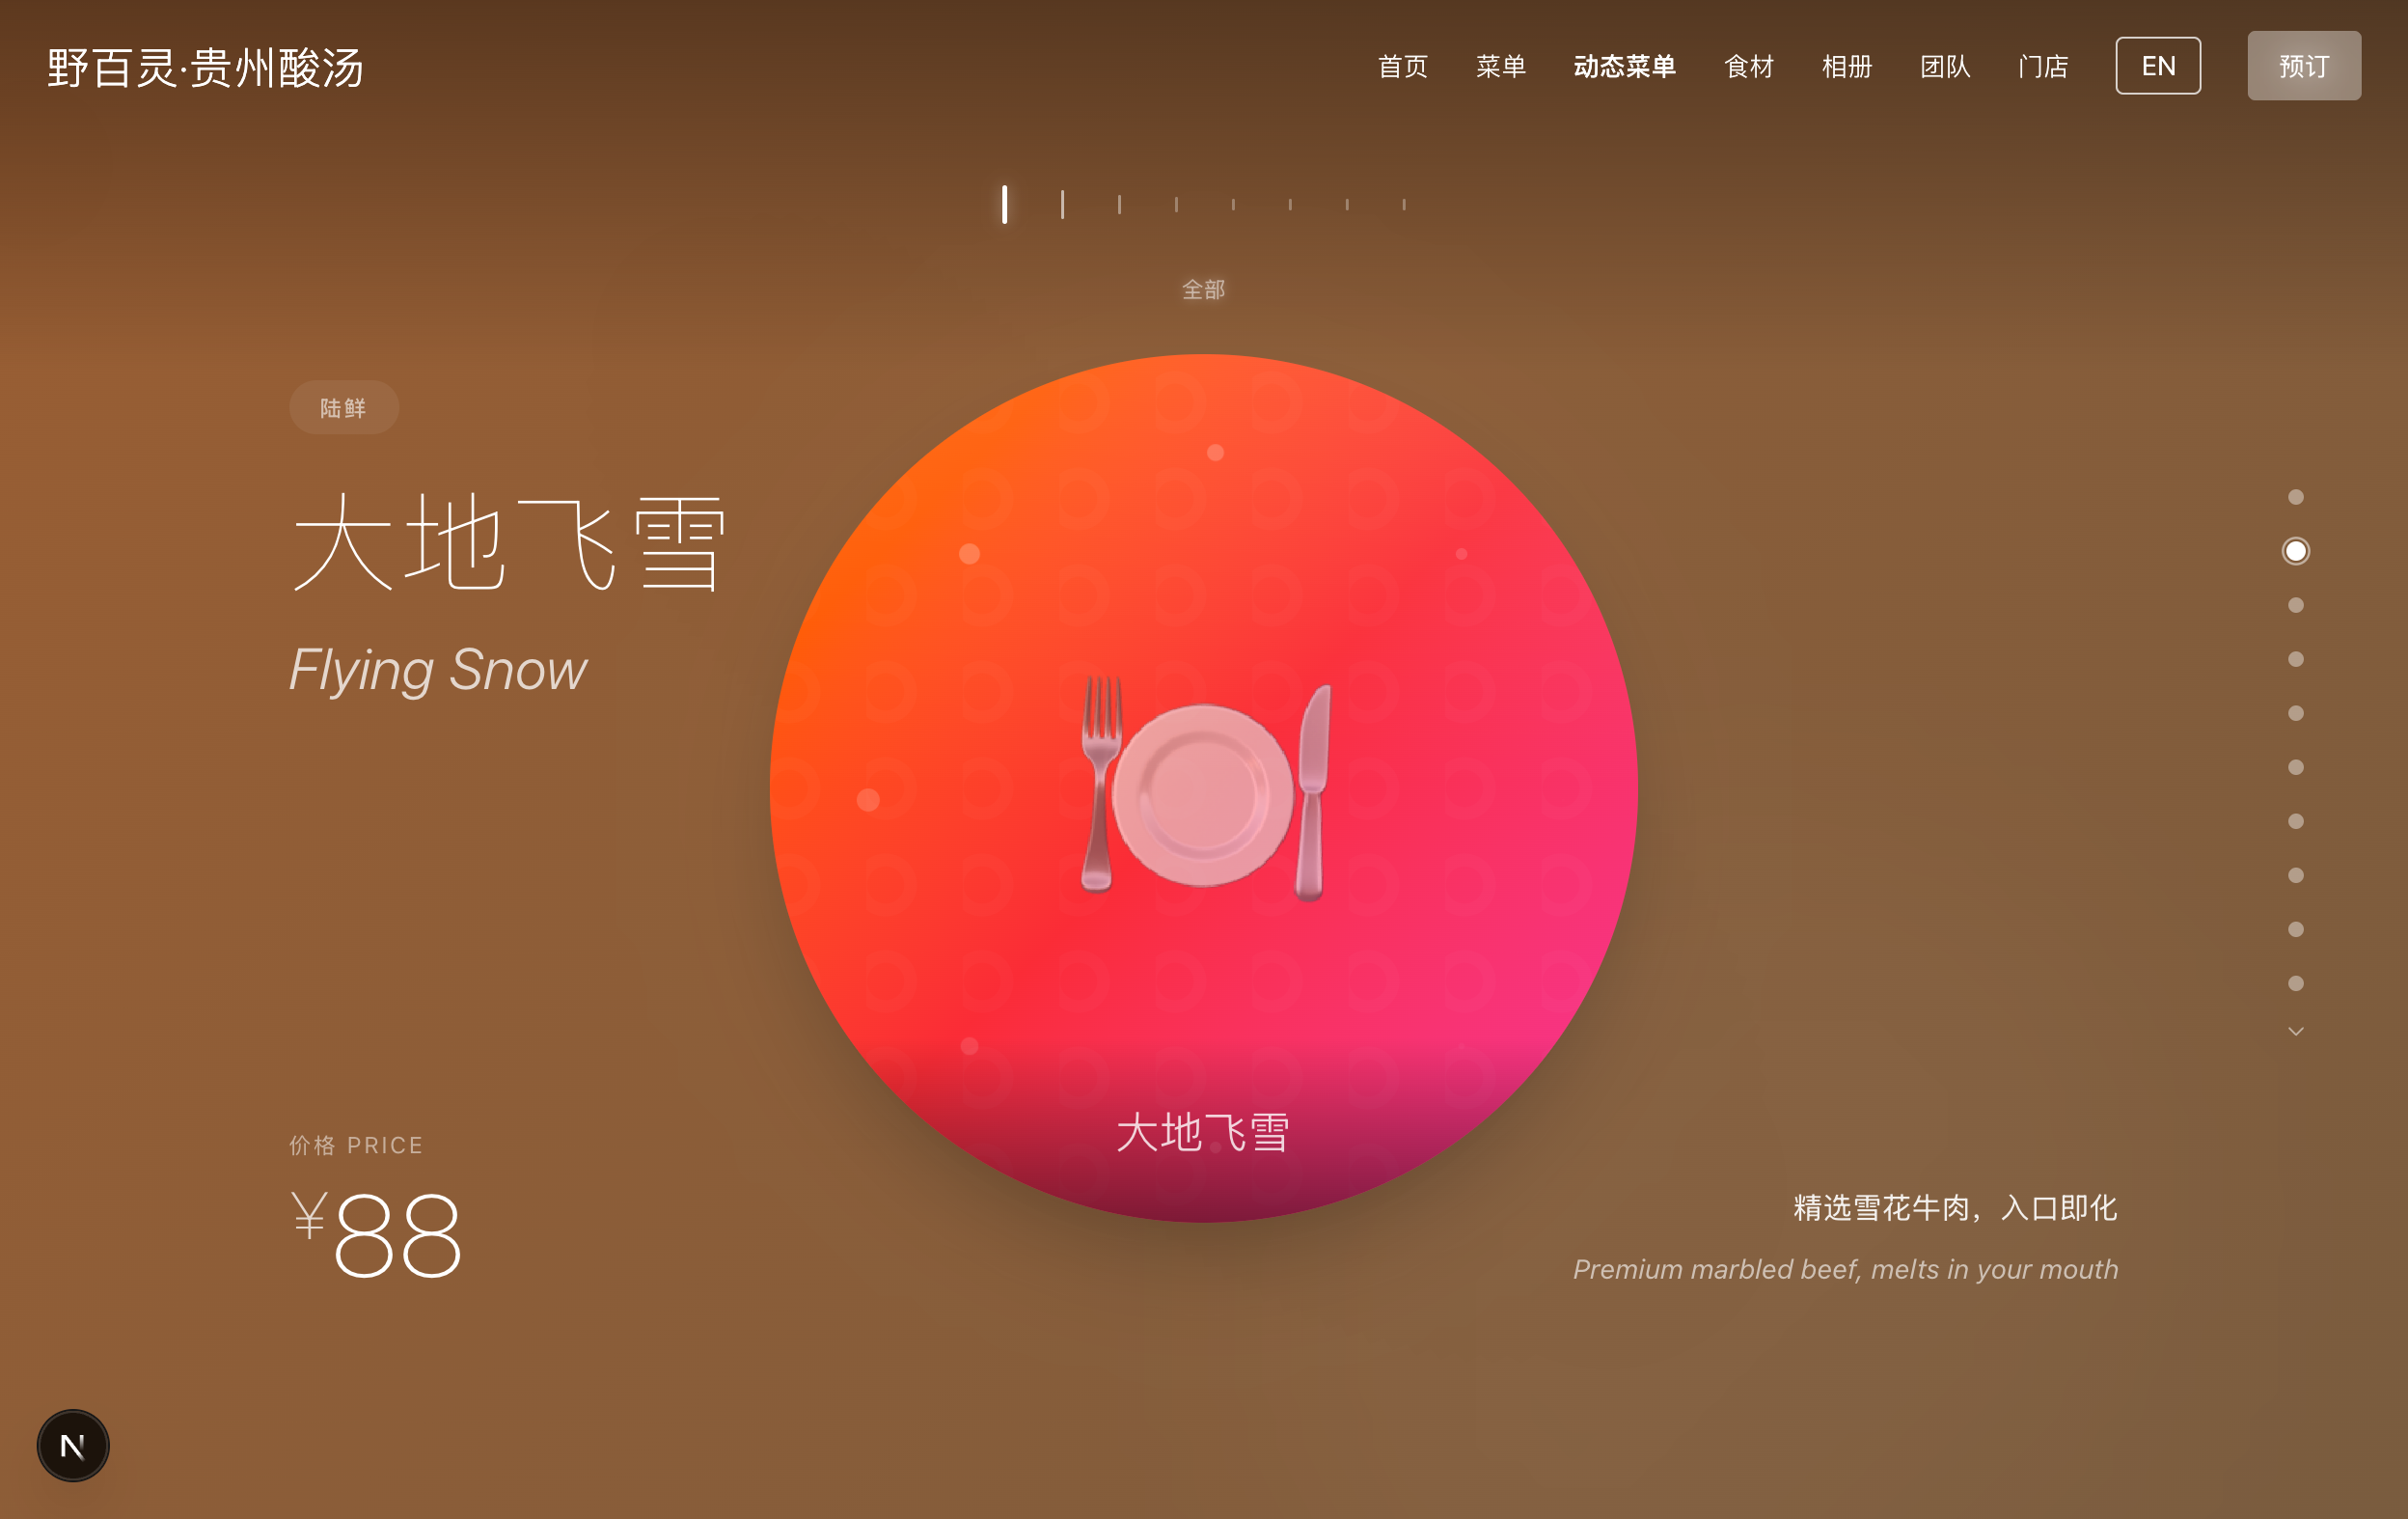 野百灵·贵州酸汤
首页 菜单 动态菜单 食材 相册 团队 门店 EN 预订
全部
陆鲜
大地飞雪
Flying Snow
大地飞雪
价格 PRICE
¥88
精选雪花牛肉，入口即化
Premium marbled beef, melts in your mouth
N